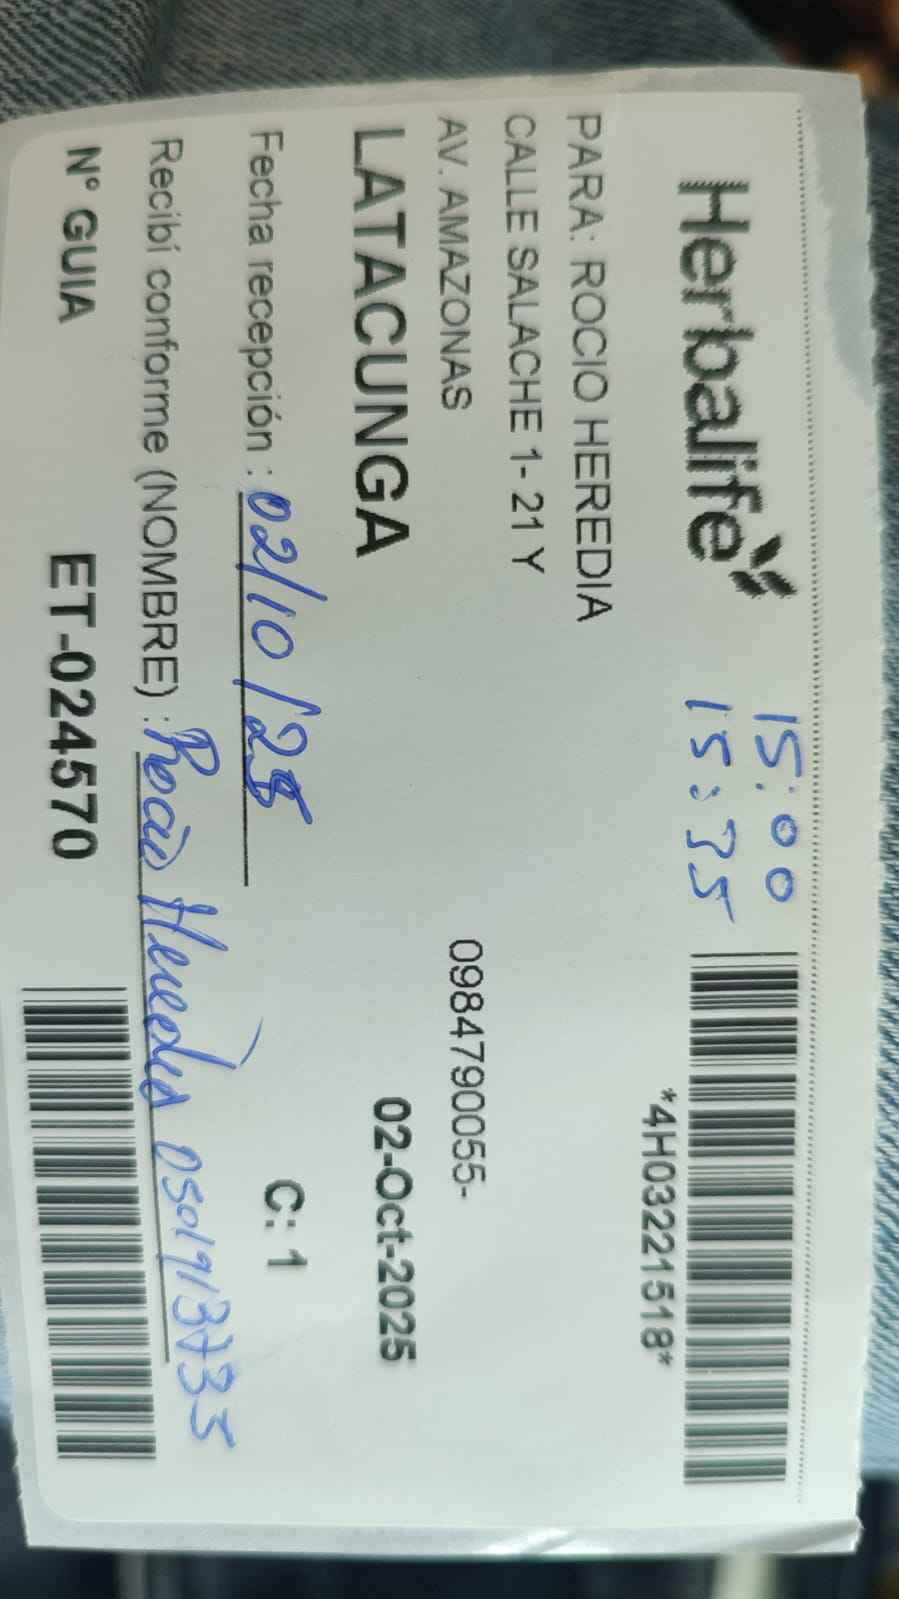 Herbalife
15:00
15:35
*4H03221518*
PARA: ROCIO HEREDIA
CALLE SALACHE 1- 21 Y
AV. AMAZONAS
0984790055-
LATACUNGA
02-Oct-2025
Fecha recepción : 02/10/25
C: 1
Recibí conforme (NOMBRE) : Rocío Heredia 0501913735
N° GUIA
ET-024570